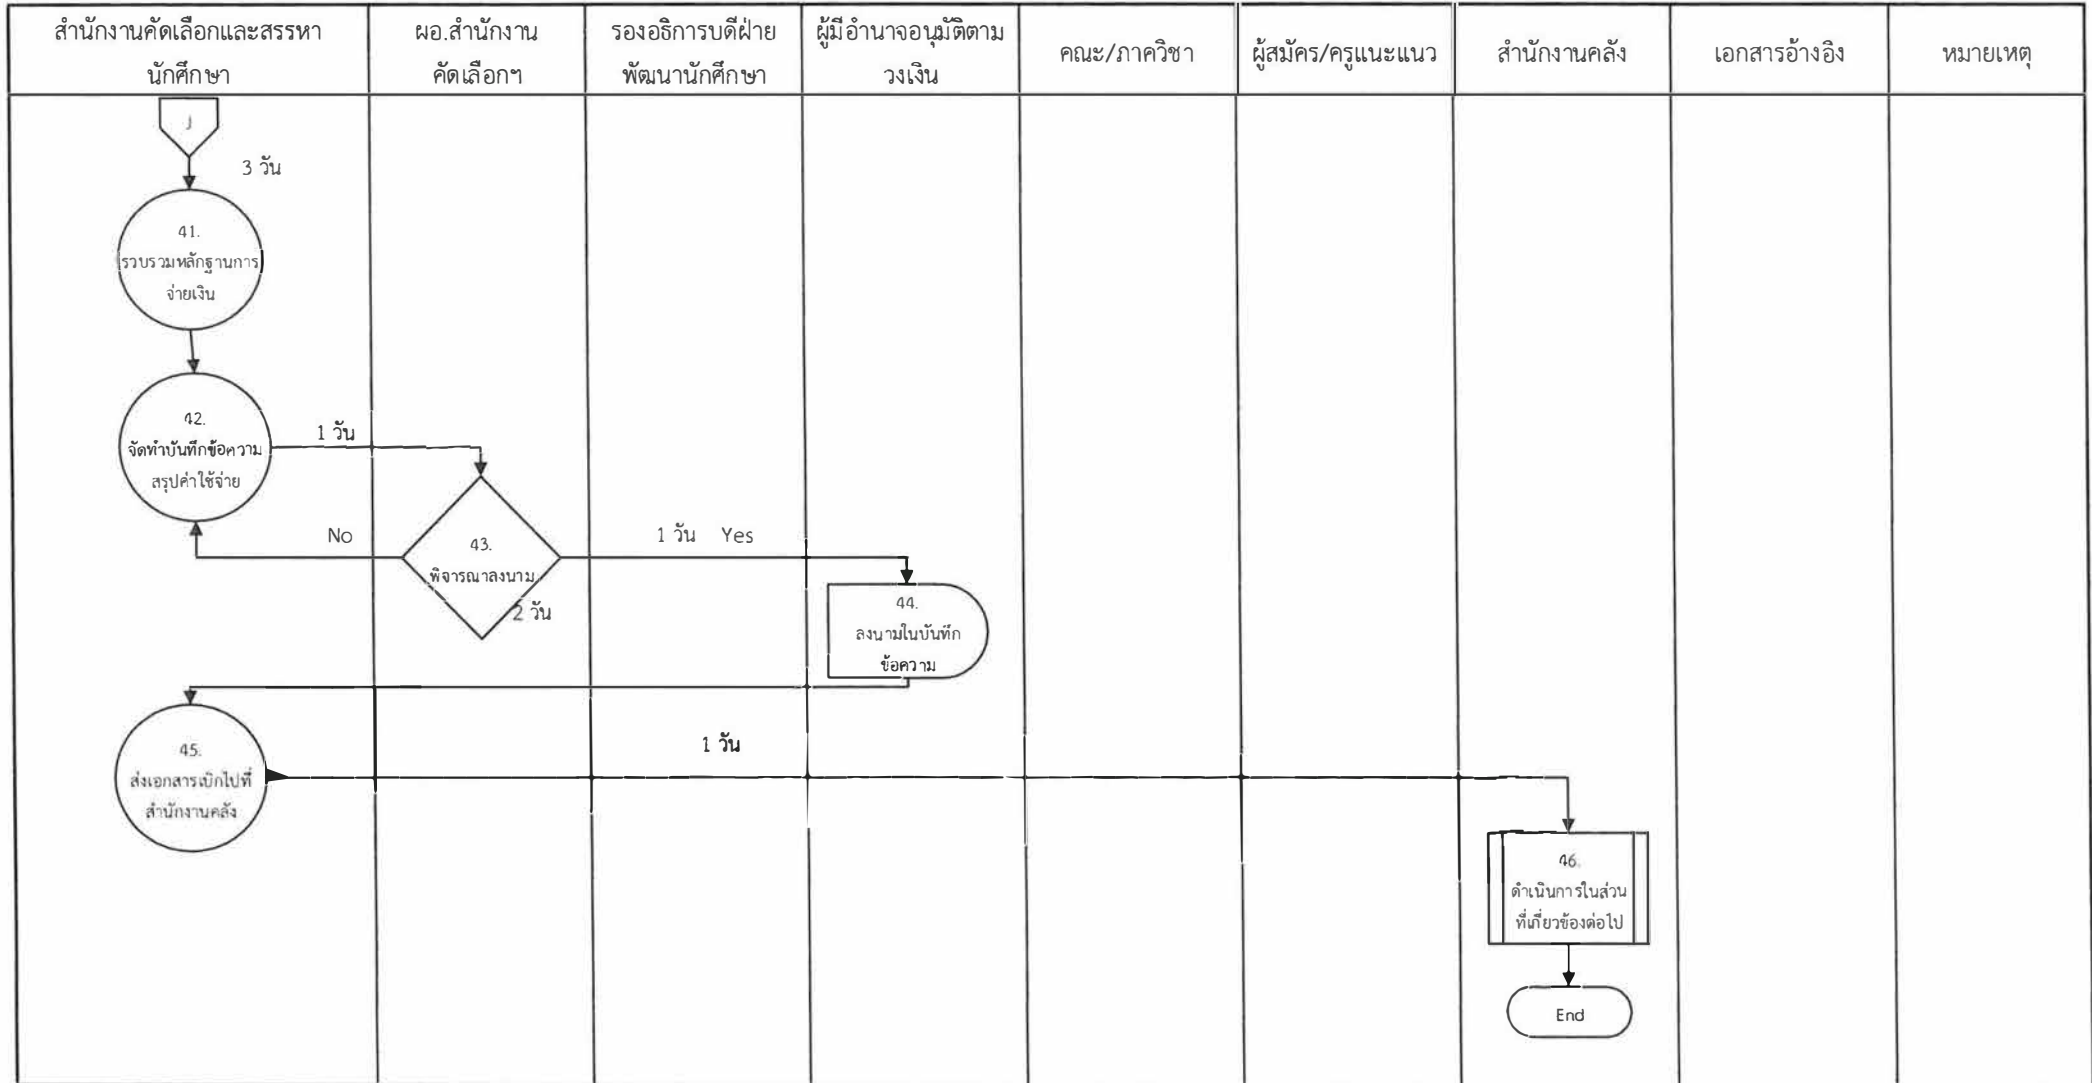 สำนักงานคัดเลือกและสรรหา
นักศึกษา
ผอ.สำนักงาน
คัดเลือกฯ
รองอธิการบดีฝ่าย
พัฒนานักศึกษา
ผู้มีอำนาจอนุมัติตาม
วงเงิน
คณะ/ภาควิชา
ผู้สมัคร/ครูแนะแนว
สำนักงานคลัง
เอกสารอ้างอิง
หมายเหตุ
J
3 วัน
41.
รวบรวมหลักฐานการ
จ่ายเงิน
42.
จัดทำบันทึกข้อความ
สรุปค่าใช้จ่าย
1 วัน
No
43.
พิจารณาลงนาม
2 วัน
1 วัน Yes
44.
ลงนามในบันทึก
ข้อความ
45.
ส่งเอกสารเบิกไปที่
สำนักงานคลัง
1 วัน
46.
ดำเนินการในส่วน
ที่เกี่ยวข้องต่อไป
End